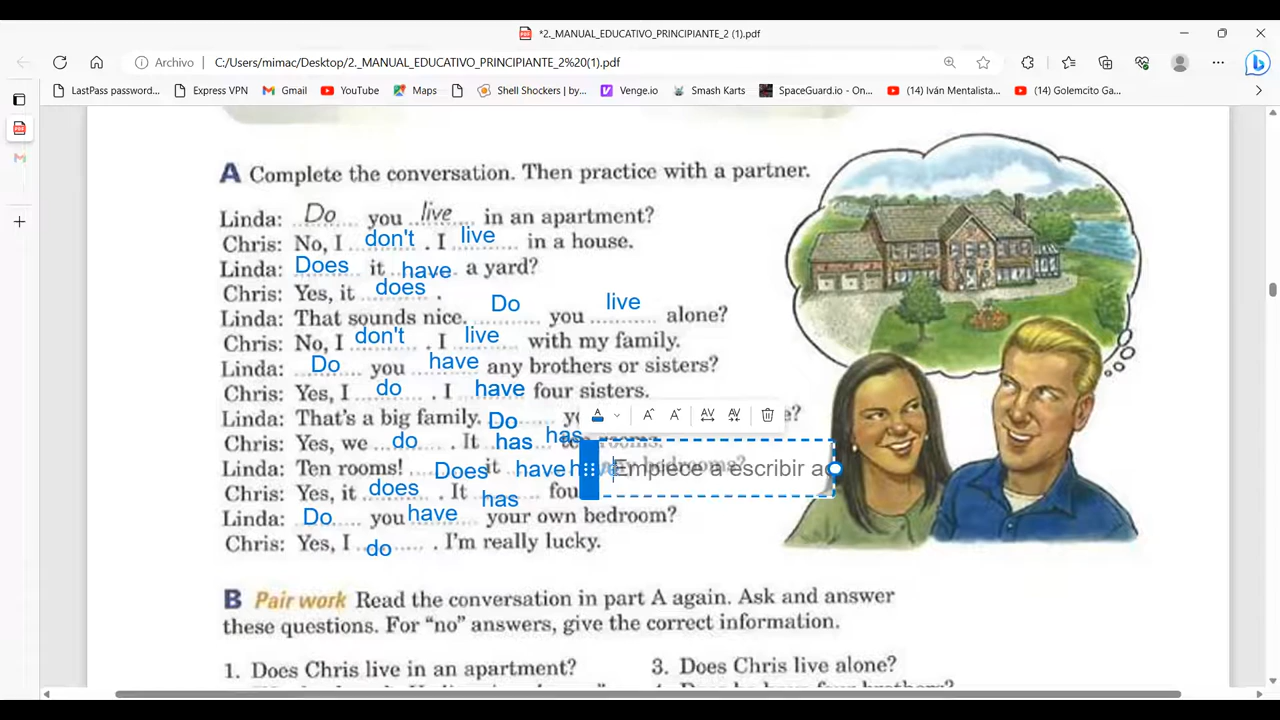 *2._MANUAL_EDUCATIVO_PRINCIPIANTE_2 (1).pdf
Archivo C:/Users/mimac/Desktop/2._MANUAL_EDUCATIVO_PRINCIPIANTE_2%20(1).pdf
LastPass password... Express VPN Gmail YouTube Maps Shell Shockers | by... Venge.io Smash Karts SpaceGuard.io - On... (14) Iván Mentalista... (14) Golemcito Ga...
A Complete the conversation. Then practice with a partner.
Linda: Do you live in an apartment?
Chris: No, I don't . I live in a house.
Linda: Does it have a yard?
Chris: Yes, it does .
Linda: That sounds nice. Do you live alone?
Chris: No, I don't . I live with my family.
Linda: Do you have any brothers or sisters?
Chris: Yes, I do . I have four sisters.
Linda: That's a big family. Do
Chris: Yes, we do . It has has ten rooms.
Linda: Ten rooms! Does it have bedrooms?
Empiece a escribir
Chris: Yes, it does . It has
Linda: Do you have your own bedroom?
Chris: Yes, I do . I'm really lucky.
B Pair work Read the conversation in part A again. Ask and answer
these questions. For "no" answers, give the correct information.
1. Does Chris live in an apartment? 3. Does Chris live alone?